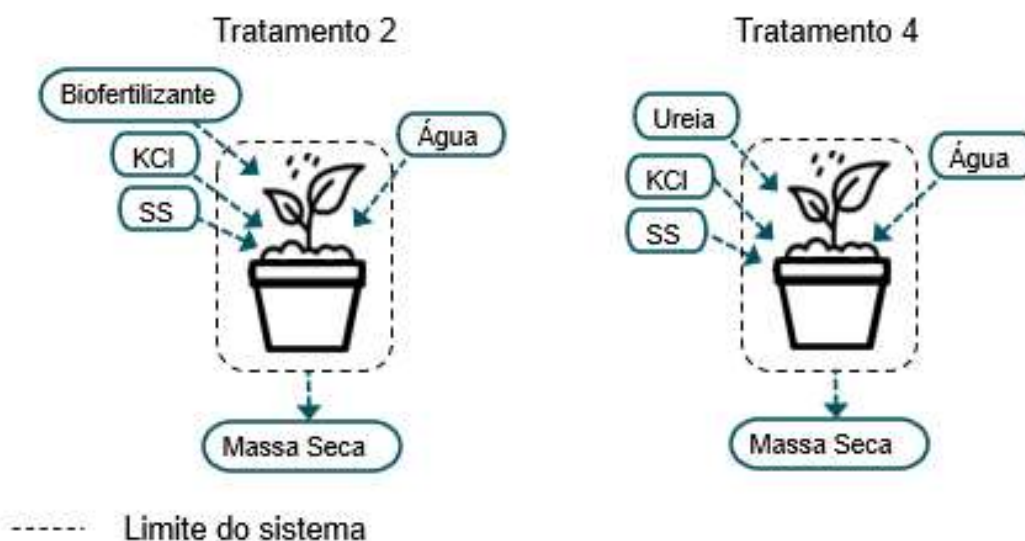 Tratamento 2
Biofertilizante
KCl
SS
Água
Massa Seca
Tratamento 4
Ureia
KCl
SS
Água
Massa Seca
Limite do sistema